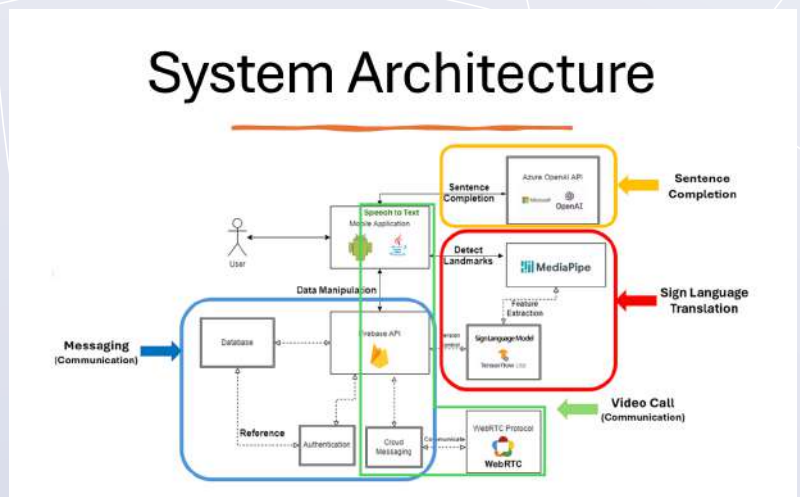 System Architecture
Azure OpenAI API
Microsoft
OpenAI
Sentence
Completion
Sentence
Completion
Speech to Text
Mobile Application
User
Detect
Landmarks
MediaPipe
Data Manipulation
Feature
Extraction
Sign Language
Translation
Database
Firebase API
Sign Language Model
TensorFlow Lite
Messaging
(Communication)
Video Call
(Communication)
Reference
Authentication
Cloud
Messaging
Communicate
WebRTC Protocol
WebRTC